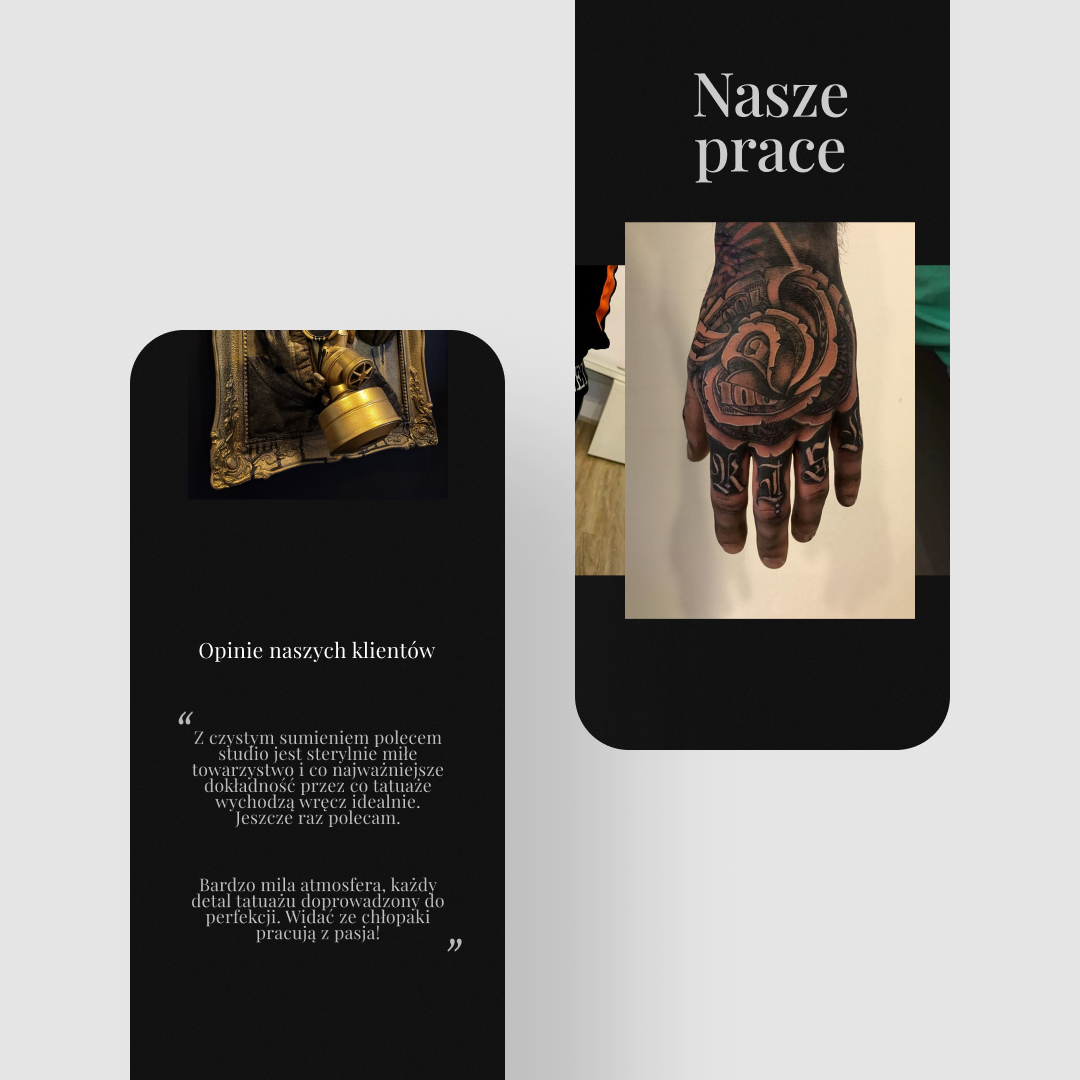 Nasze
prace
100
K I S
Opinie naszych klientów
“
Z czystym sumieniem polecem
studio jest sterylnie miłe
towarzystwo i co najważniejsze
dokładność przez co tatuaże
wychodzą wręcz idealnie.
Jeszcze raz polecam.
Bardzo mila atmosfera, każdy
detal tatuażu doprowadzony do
perfekcji. Widać ze chłopaki
pracują z pasja!
”